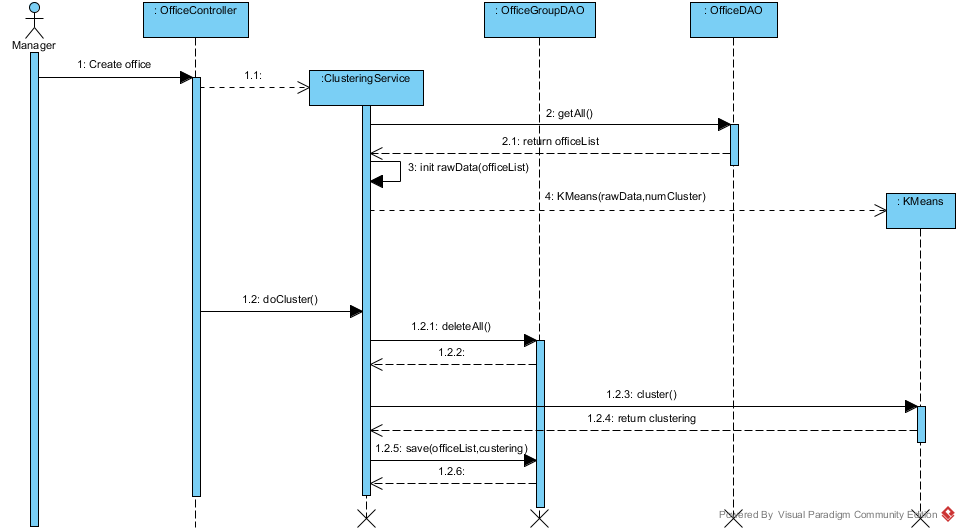 : OfficeController
: OfficeGroupDAO
: OfficeDAO
Manager
1: Create office
1.1:
:ClusteringService
2: getAll()
2.1: return officeList
3: init rawData(officeList)
4: KMeans(rawData,numCluster)
: KMeans
1.2: doCluster()
1.2.1: deleteAll()
1.2.2:
1.2.3: cluster()
1.2.4: return clustering
1.2.5: save(officeList,custering)
1.2.6:
Powered By Visual Paradigm Community Edition